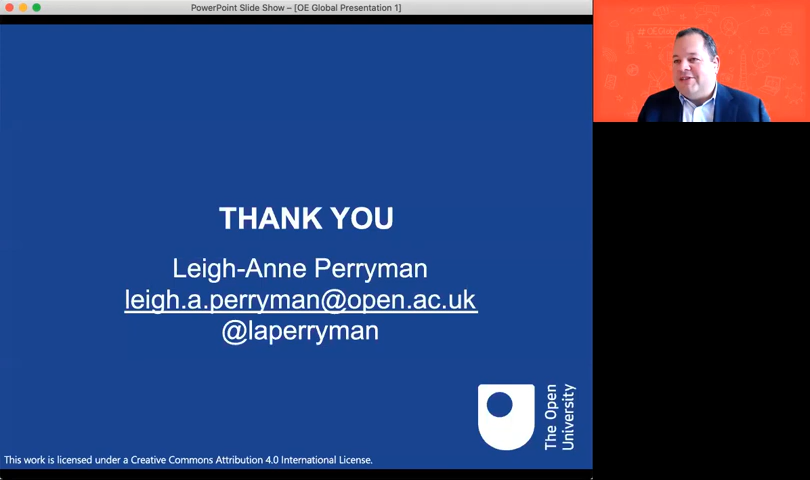 PowerPoint Slide Show – [OE Global Presentation 1]
THANK YOU
Leigh-Anne Perryman
leigh.a.perryman@open.ac.uk
@laperryman
The Open
University
This work is licensed under a Creative Commons Attribution 4.0 International License.